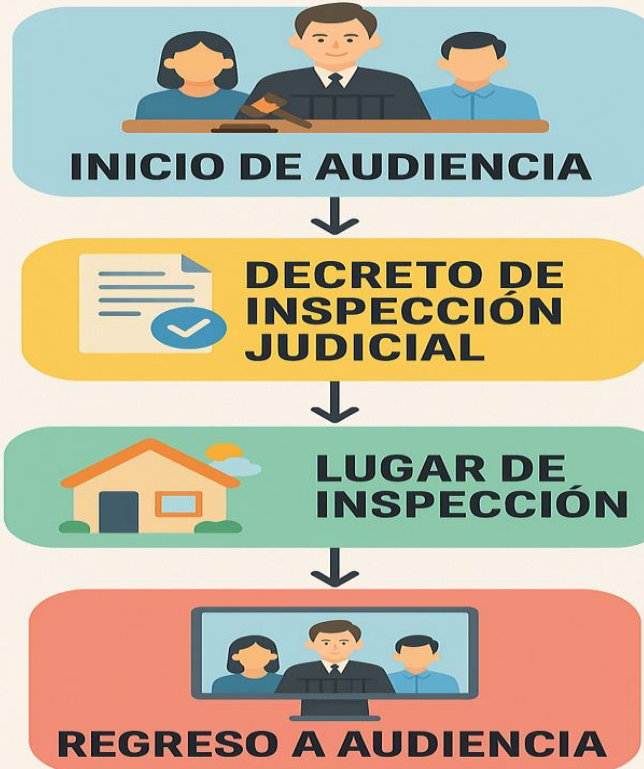 INICIO DE AUDIENCIA
DECRETO DE
INSPECCIÓN
JUDICIAL
LUGAR DE
INSPECCIÓN
REGRESO A AUDIENCIA